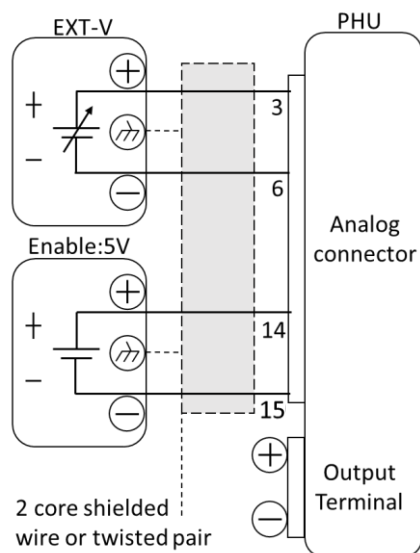 EXT-V
PHU
+
+
3
−
−
6
Analog
connector
Enable:5V
+
+
14
−
−
15
+
Output
Terminal
−
2 core shielded
wire or twisted pair